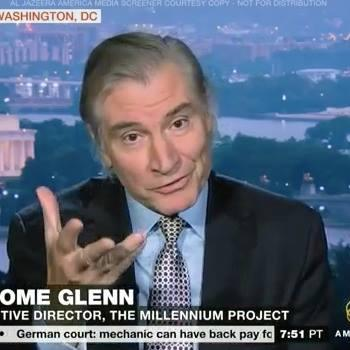 AL JAZEERA AMERICA MEDIA SCREENER COURTESY COPY - NOT FOR DISTRIBUTION
WASHINGTON, DC
OME GLENN
TIVE DIRECTOR, THE MILLENNIUM PROJECT
German court: mechanic can have back pay fo 7:51 PT AM